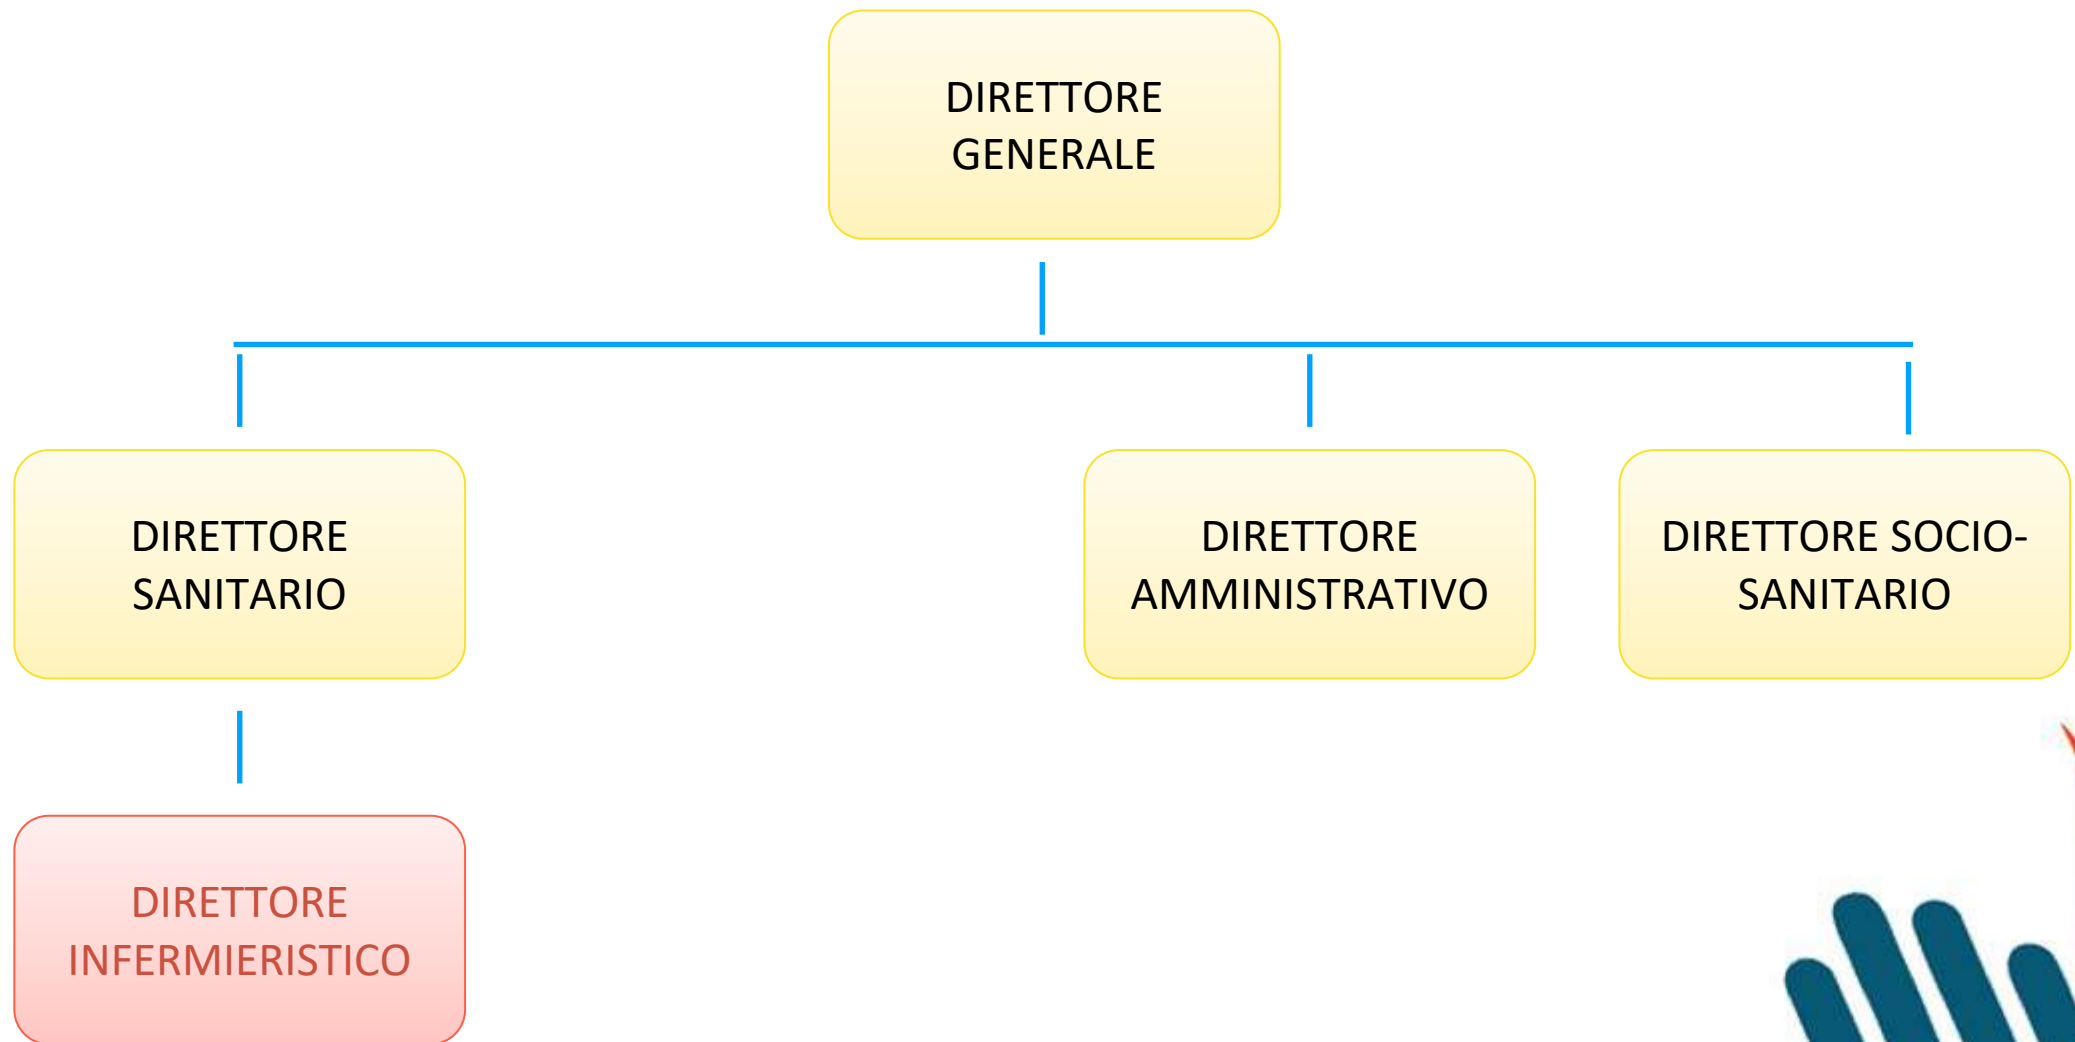 DIRETTORE
GENERALE
DIRETTORE
SANITARIO
DIRETTORE
AMMINISTRATIVO
DIRETTORE SOCIO-
SANITARIO
DIRETTORE
INFERMIERISTICO